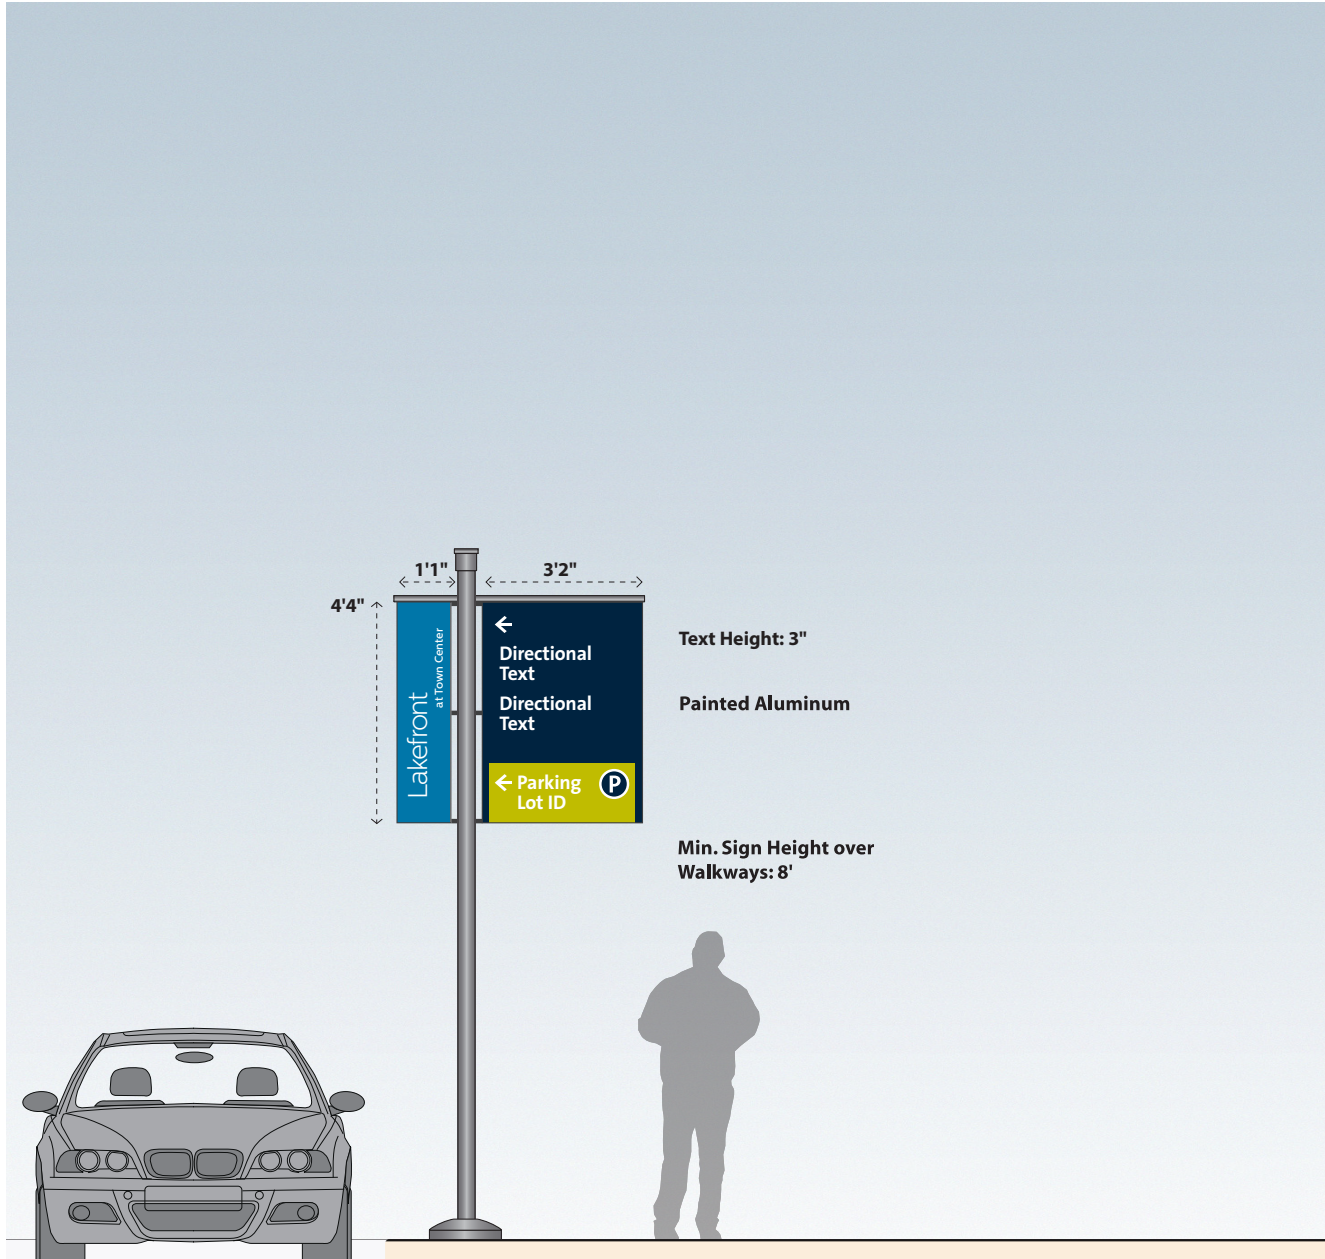 1'1"
3'2"
4'4"
Lakefront
at Town Center
←
Directional
Text
Directional
Text
← Parking
Lot ID
P
Text Height: 3"
Painted Aluminum
Min. Sign Height over
Walkways: 8'